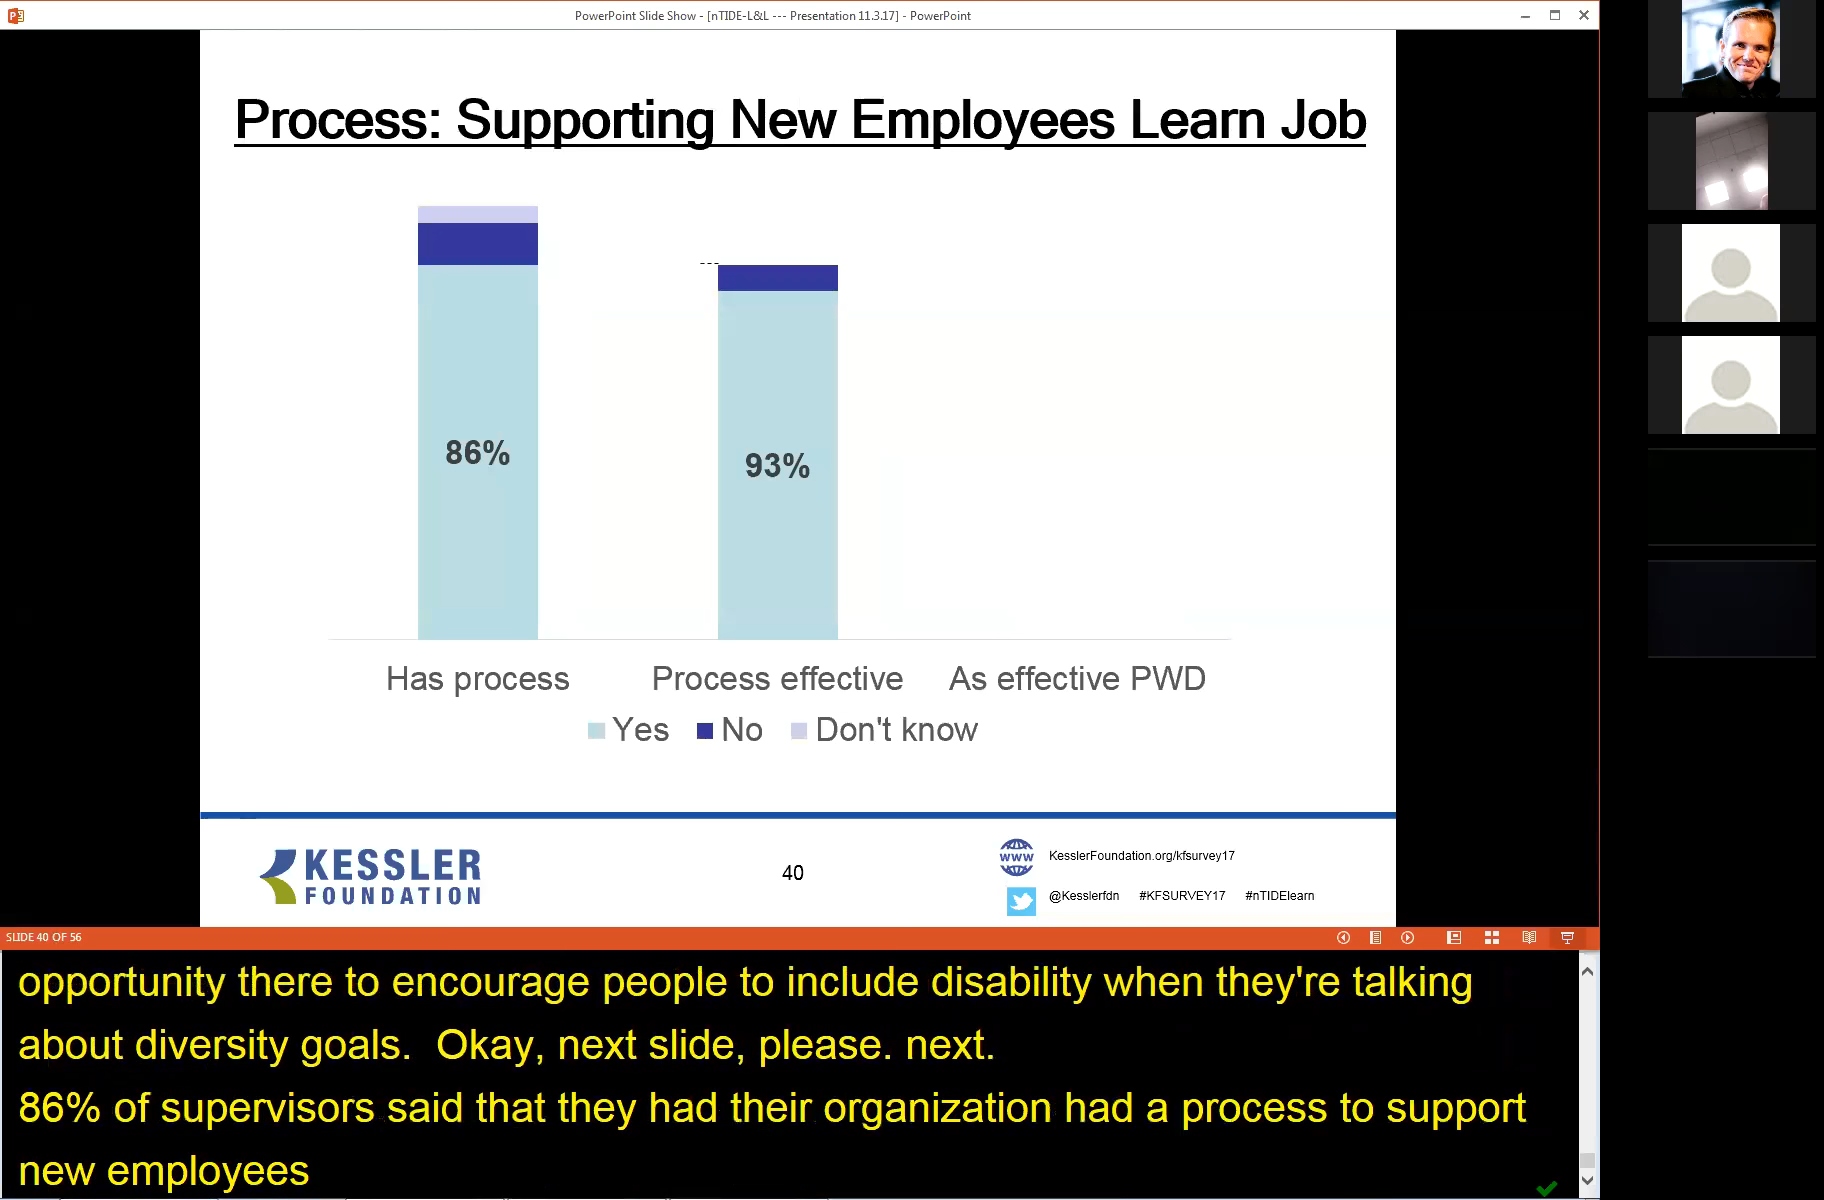 PowerPoint Slide Show - [nTIDE-L&L --- Presentation 11.3.17] - PowerPoint
Process: Supporting New Employees Learn Job
86%
93%
Has process
Process effective
As effective PWD
Yes
No
Don't know
KESSLER
FOUNDATION
40
www
KesslerFoundation.org/kfsurvey17
@Kesslerfdn #KFSURVEY17 #nTIDElearn
SLIDE 40 OF 56
opportunity there to encourage people to include disability when they're talking
about diversity goals. Okay, next slide, please. next.
86% of supervisors said that they had their organization had a process to support
new employees